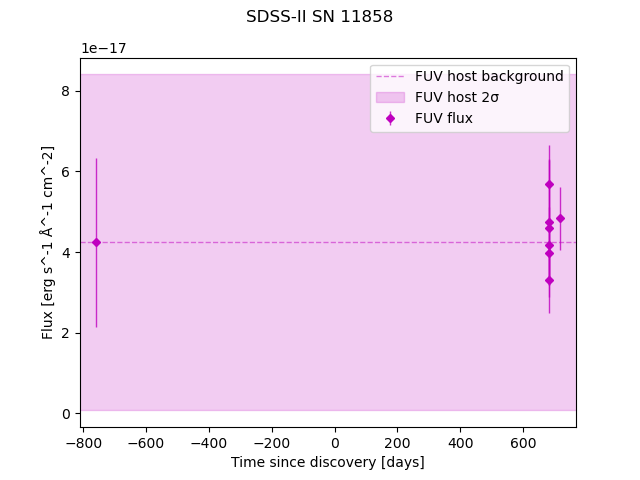 SDSS-II SN 11858
1e−17
FUV host background
FUV host 2σ
FUV flux
8
6
4
2
0
Flux [erg s^-1 Å^-1 cm^-2]
−800 −600 −400 −200 0 200 400 600
Time since discovery [days]